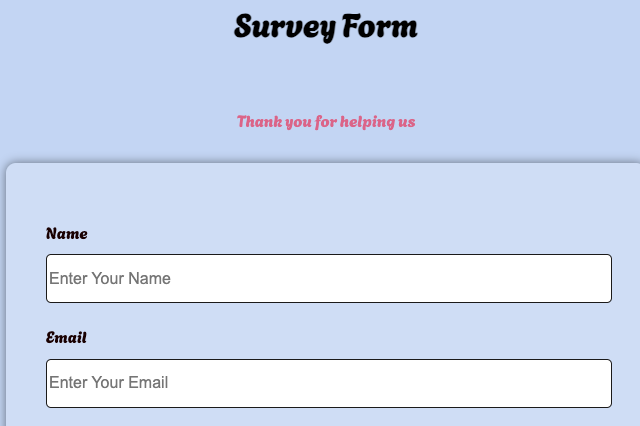 Survey Form
Thank you for helping us
Name
Enter Your Name
Email
Enter Your Email